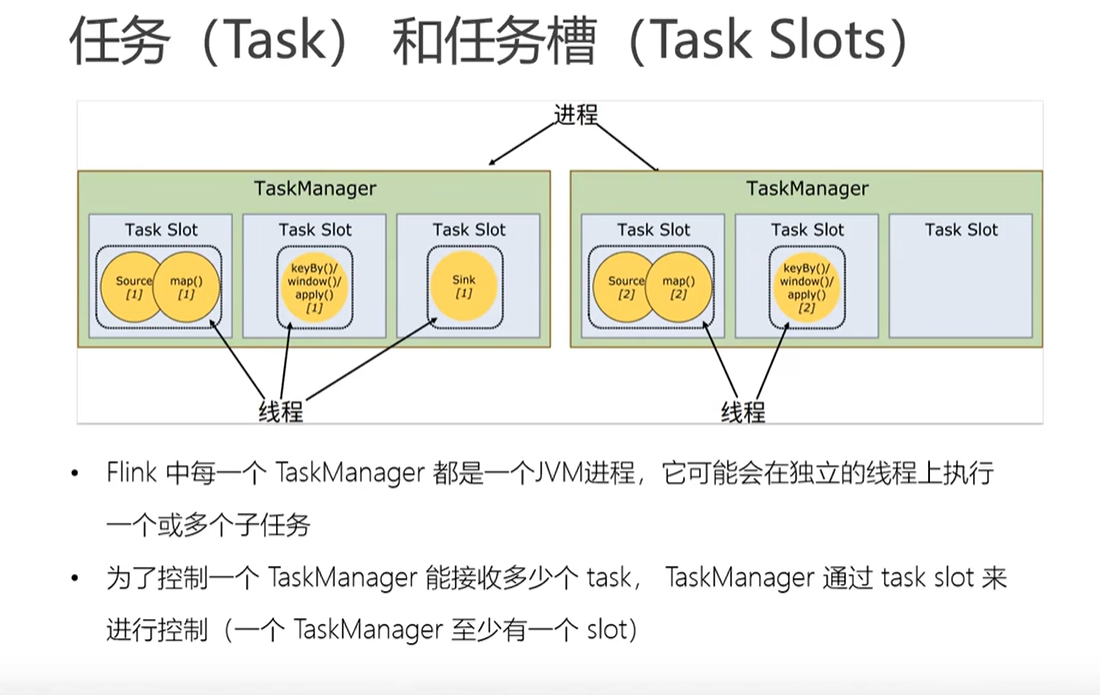 任务（Task） 和任务槽（Task Slots）
进程
TaskManager
Task Slot
Source
[1]
map()
[1]
Task Slot
keyBy()/
window()/
apply()
[1]
Task Slot
Sink
[1]
TaskManager
Task Slot
Source
[2]
map()
[2]
Task Slot
keyBy()/
window()/
apply()
[2]
Task Slot
线程
线程
• Flink 中每一个 TaskManager 都是一个JVM进程，它可能会在独立的线程上执行
一个或多个子任务
• 为了控制一个 TaskManager 能接收多少个 task， TaskManager 通过 task slot 来
进行控制（一个 TaskManager 至少有一个 slot）